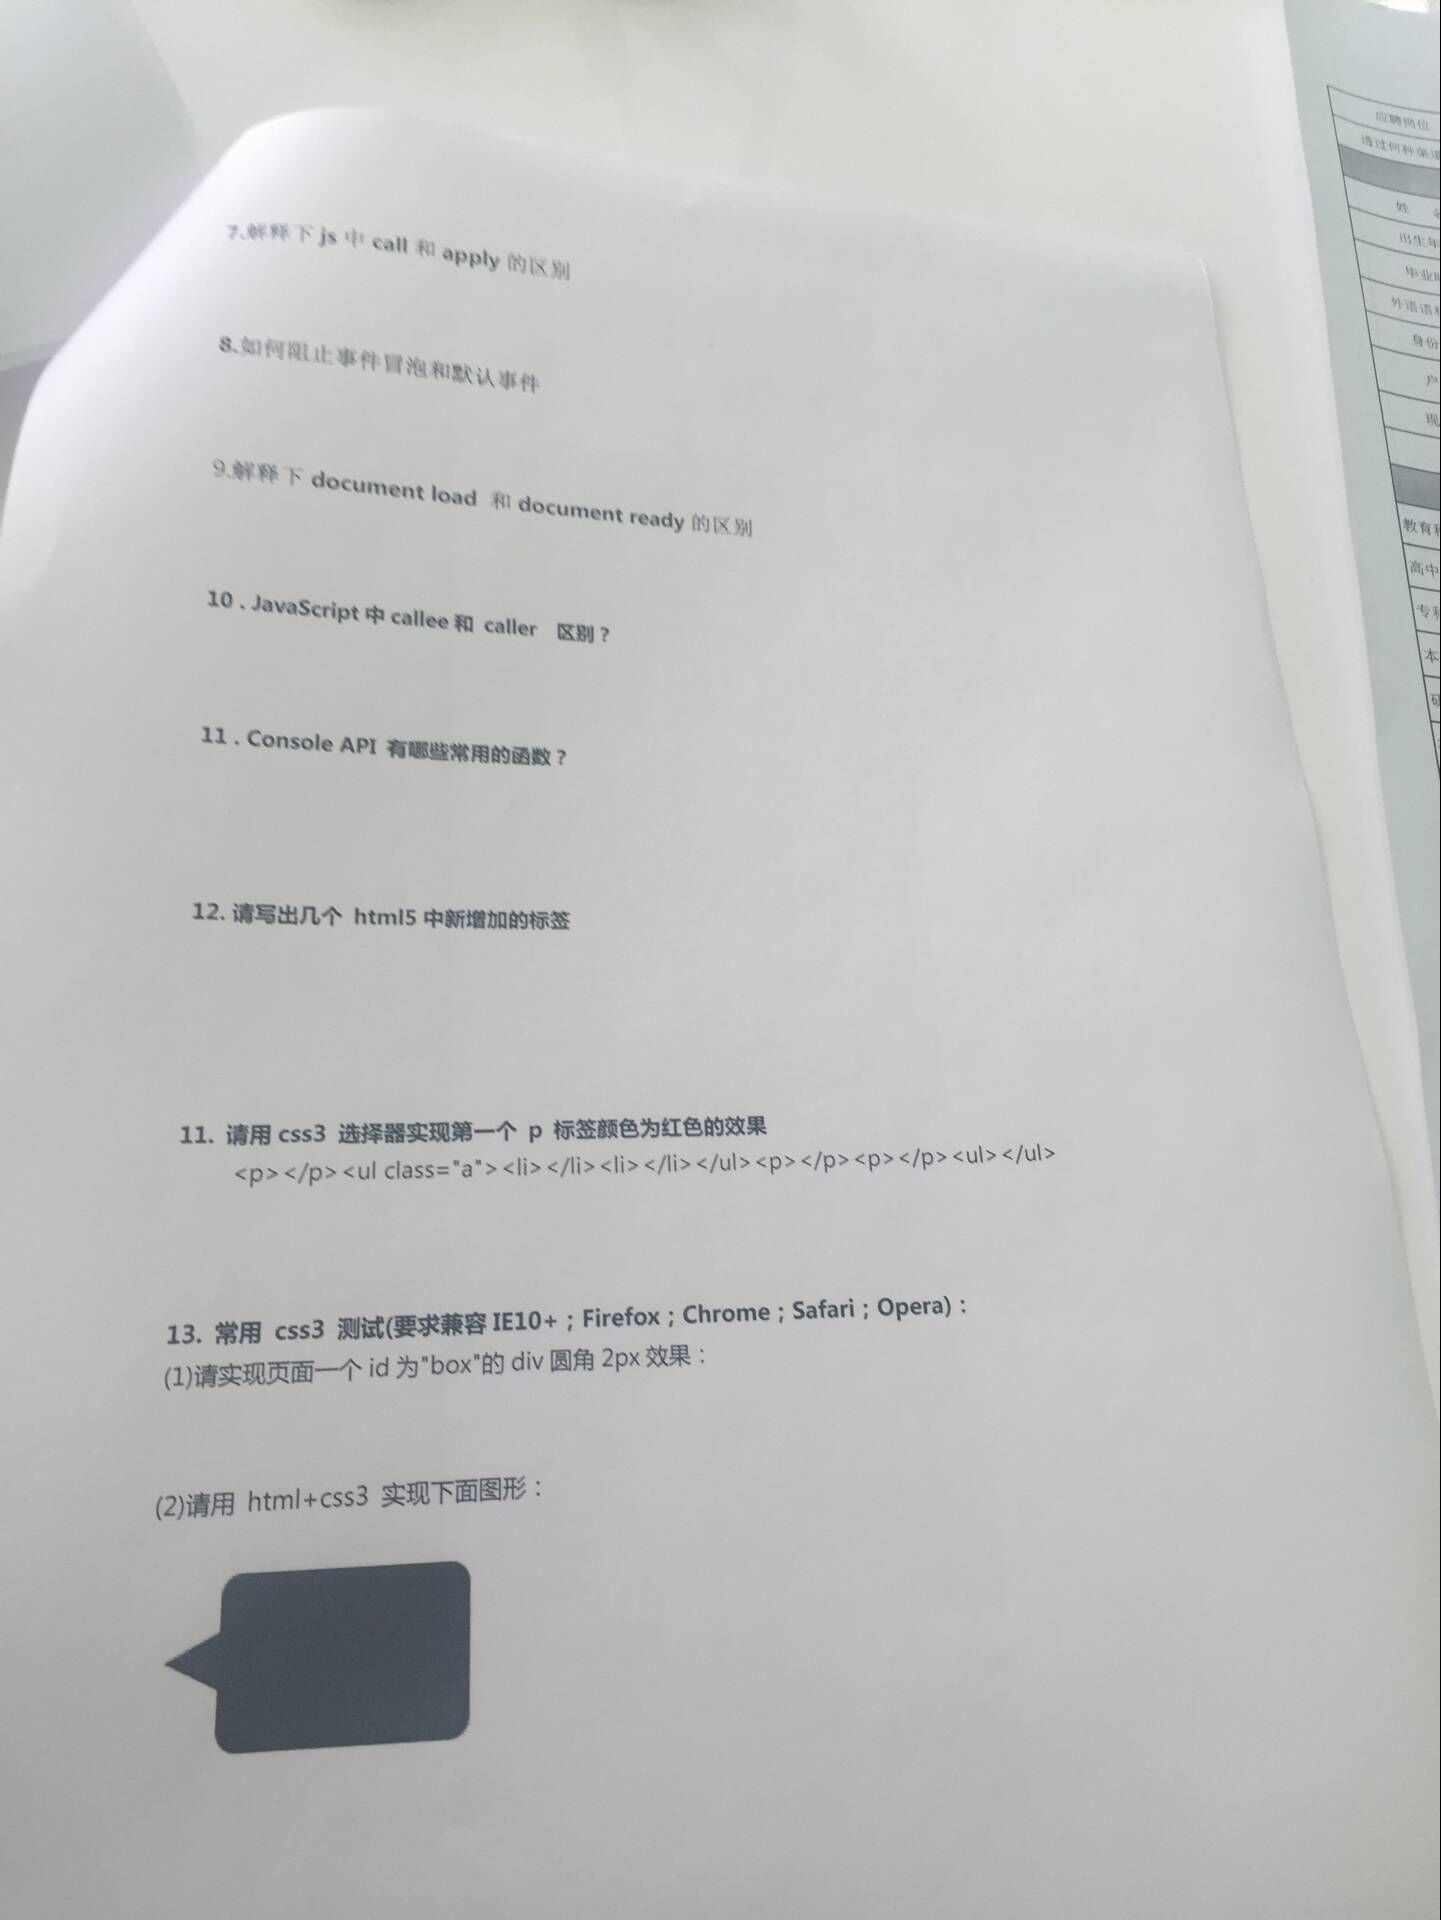 7.解释下 js 中 call 和 apply 的区别
8.如何阻止事件冒泡和默认事件
9.解释下 document load 和 document ready 的区别
10 . JavaScript 中 callee 和 caller 区别？
11 . Console API 有哪些常用的函数？
12. 请写出几个 html5 中新增加的标签
11. 请用 css3 选择器实现第一个 p 标签颜色为红色的效果
<p></p><ul class="a"><li></li><li></li></ul><p></p><p></p><ul></ul>
13. 常用 css3 测试(要求兼容 IE10+；Firefox；Chrome；Safari；Opera)：
(1)请实现页面一个 id 为"box"的 div 圆角 2px 效果：
(2)请用 html+css3 实现下面图形：
应聘岗位
透过何种渠道
姓
出生年
毕业
外语语
身份
户
现
教育
高中
专科
本